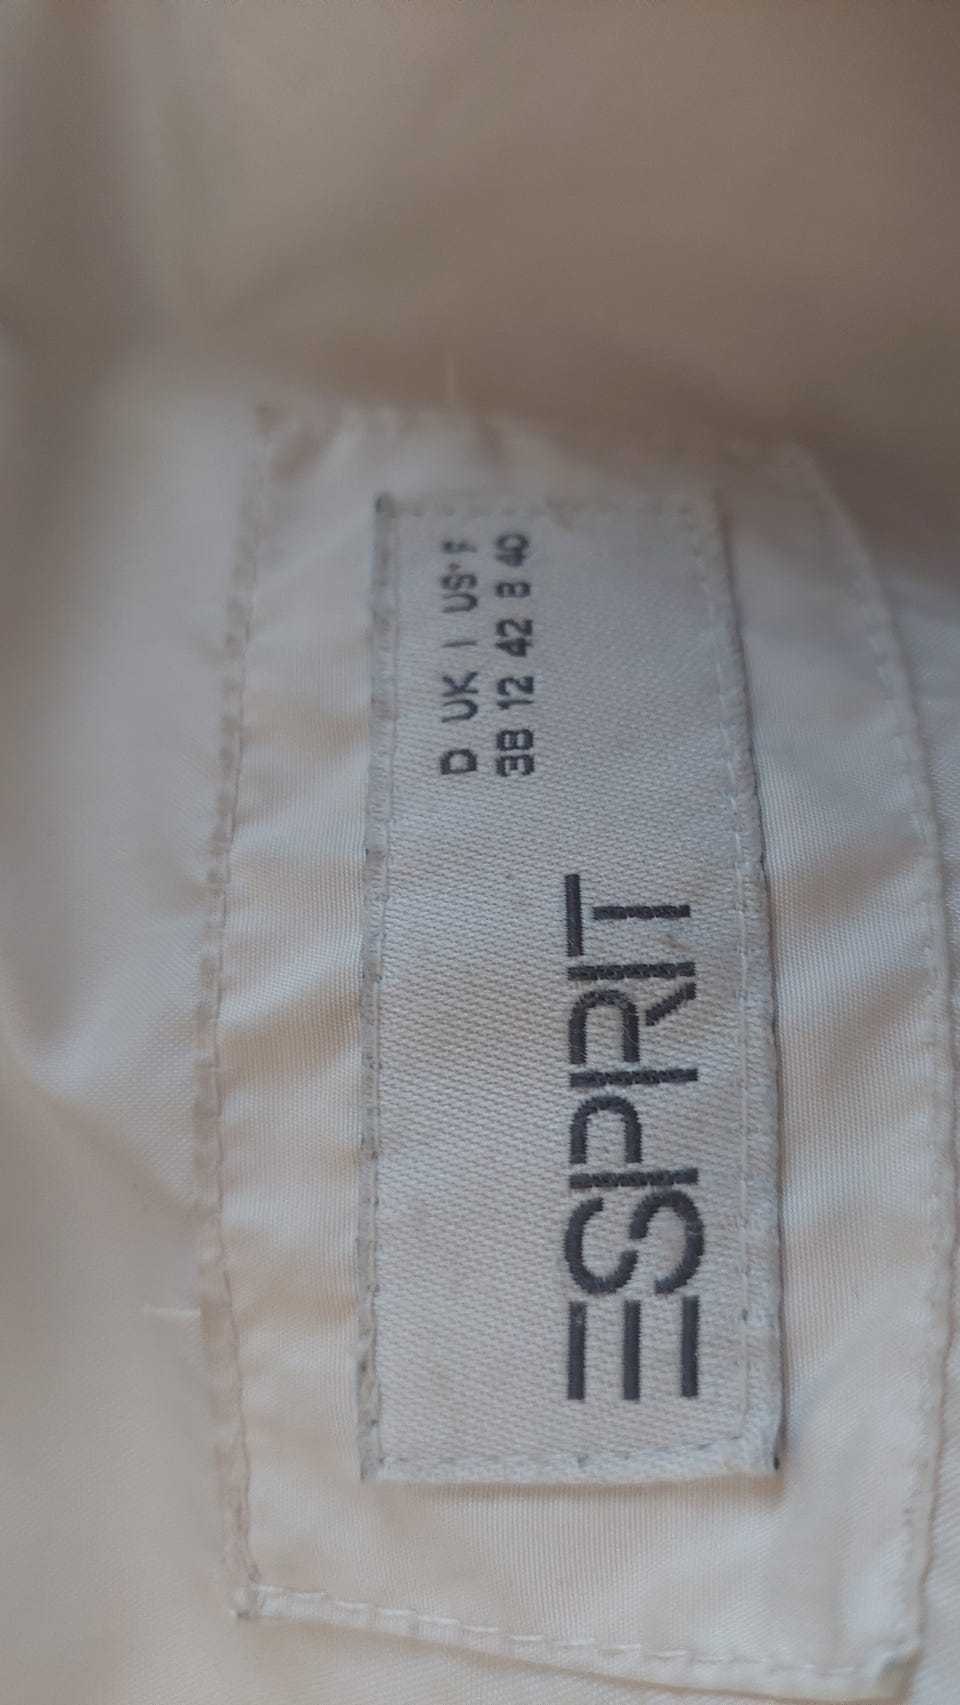 D UK I US• F
38 12 42 8 40
ESPRIT